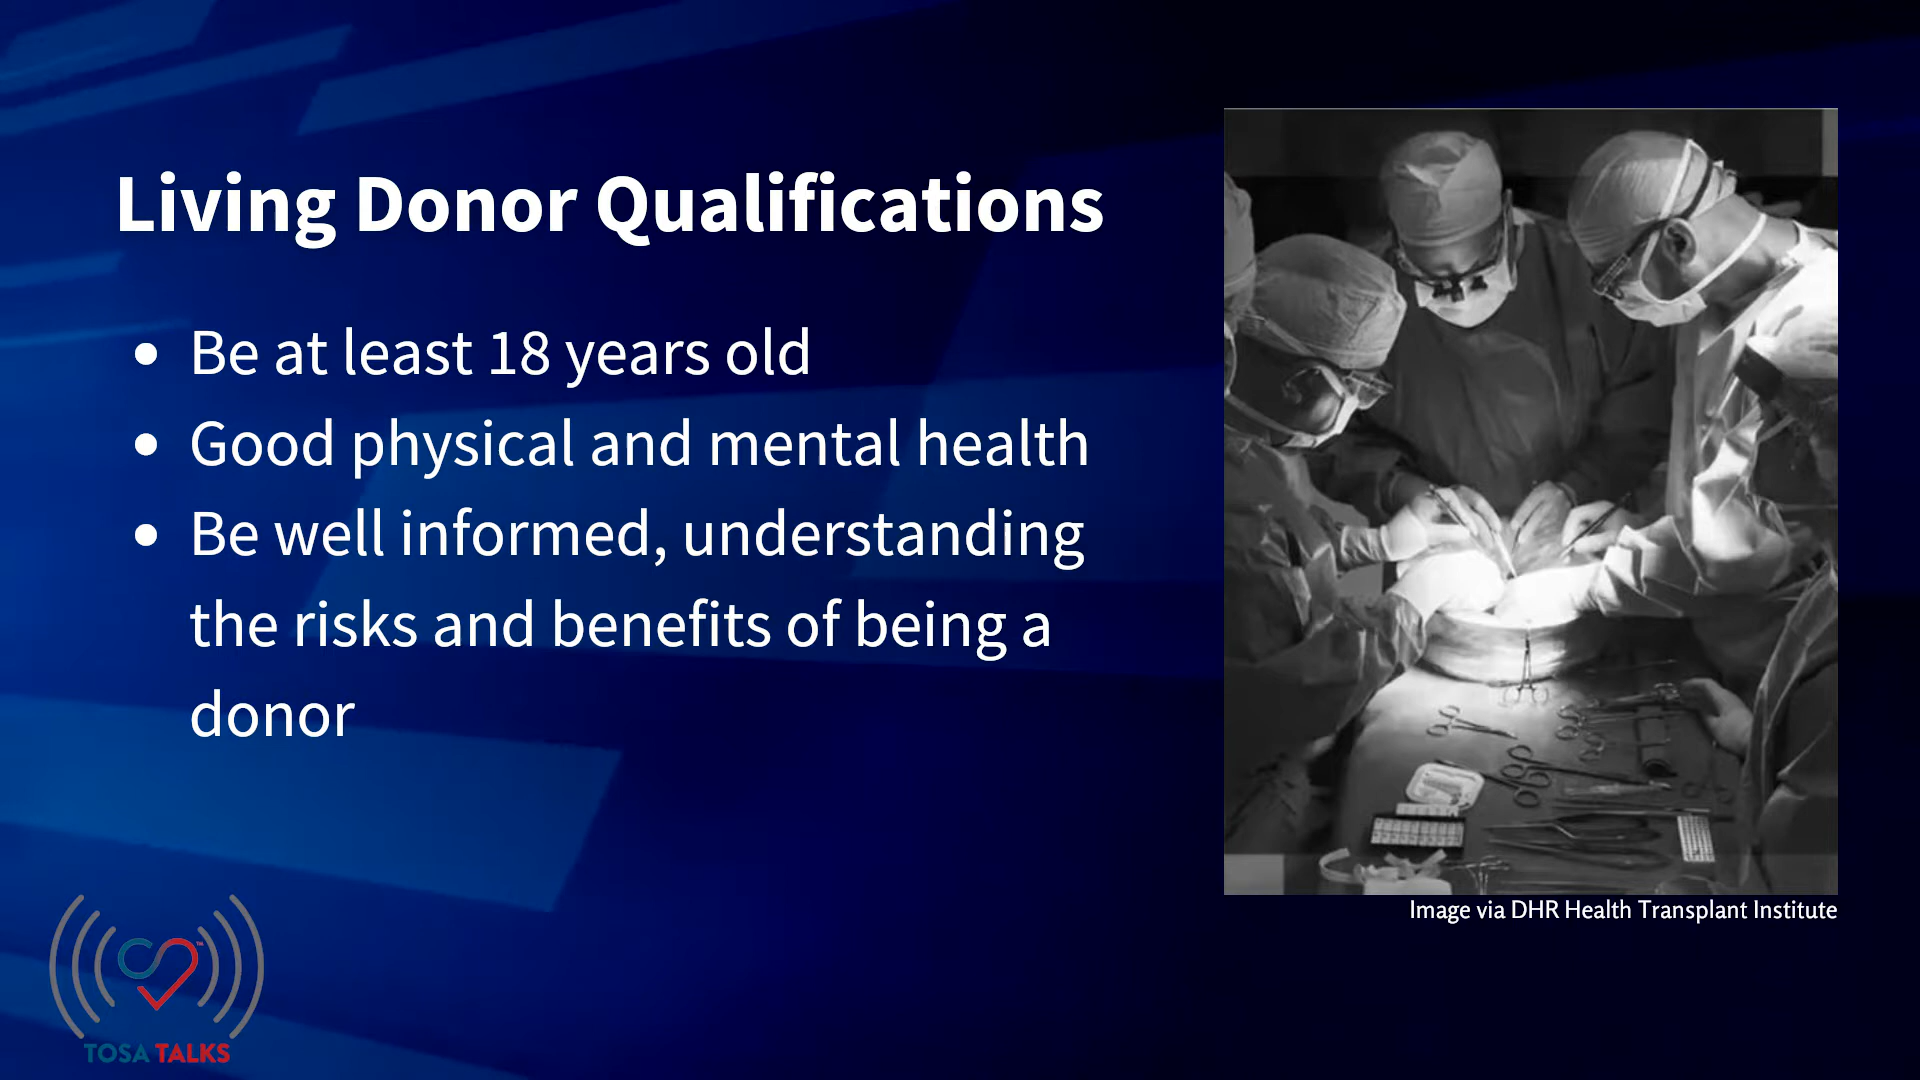 Living Donor Qualifications
• Be at least 18 years old
• Good physical and mental health
• Be well informed, understanding
the risks and benefits of being a
donor
Image via DHR Health Transplant Institute
TOSA TALKS